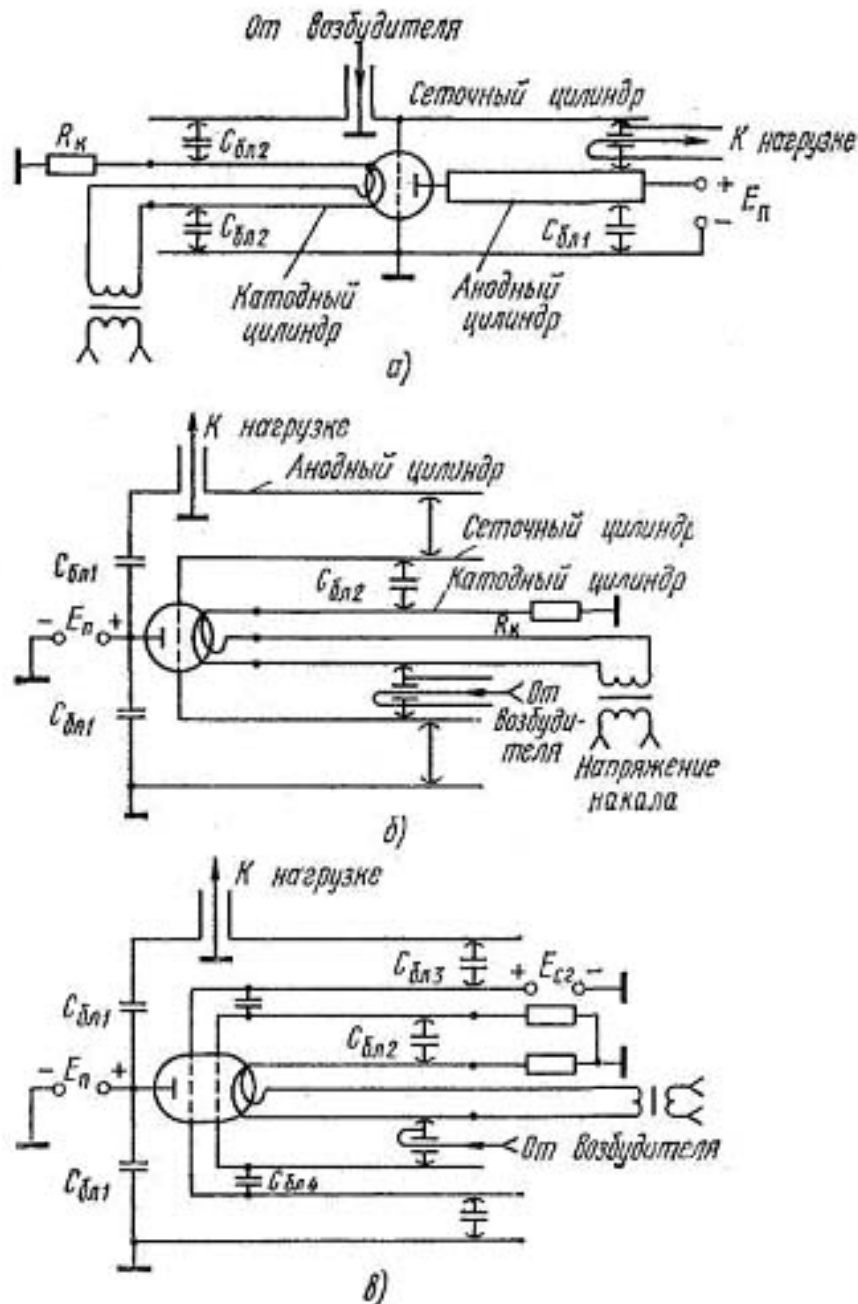 От возбудителя
Сеточный цилиндр
Rк
Cбл2
К нагрузке
+
Eп
-
Cбл2
Cбл1
Катодный
цилиндр
Анодный
цилиндр
а)
К нагрузке
Анодный цилиндр
Сеточный цилиндр
Cбл1
Cбл2
Катодный цилиндр
- Eп +
Rк
Cбл1
От
возбуди-
теля
Напряжение
накала
б)
К нагрузке
Cбл3
+ Eс2 -
Cбл1
Cбл2
- Eп +
От возбудителя
Cбл1
Cбл4
в)